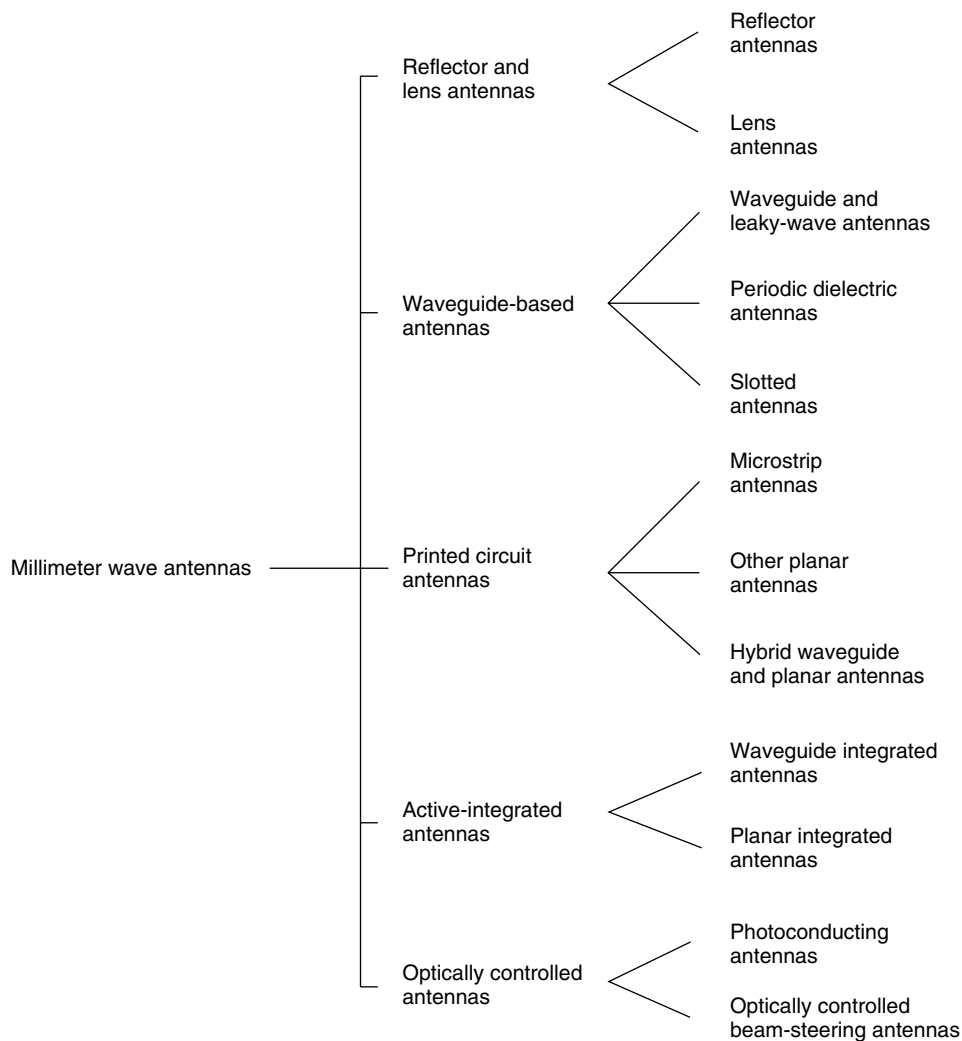 Millimeter wave antennas
Reflector and
lens antennas
Reflector
antennas
Lens
antennas
Waveguide-based
antennas
Waveguide and
leaky-wave antennas
Periodic dielectric
antennas
Slotted
antennas
Printed circuit
antennas
Microstrip
antennas
Other planar
antennas
Hybrid waveguide
and planar antennas
Active-integrated
antennas
Waveguide integrated
antennas
Planar integrated
antennas
Optically controlled
antennas
Photoconducting
antennas
Optically controlled
beam-steering antennas